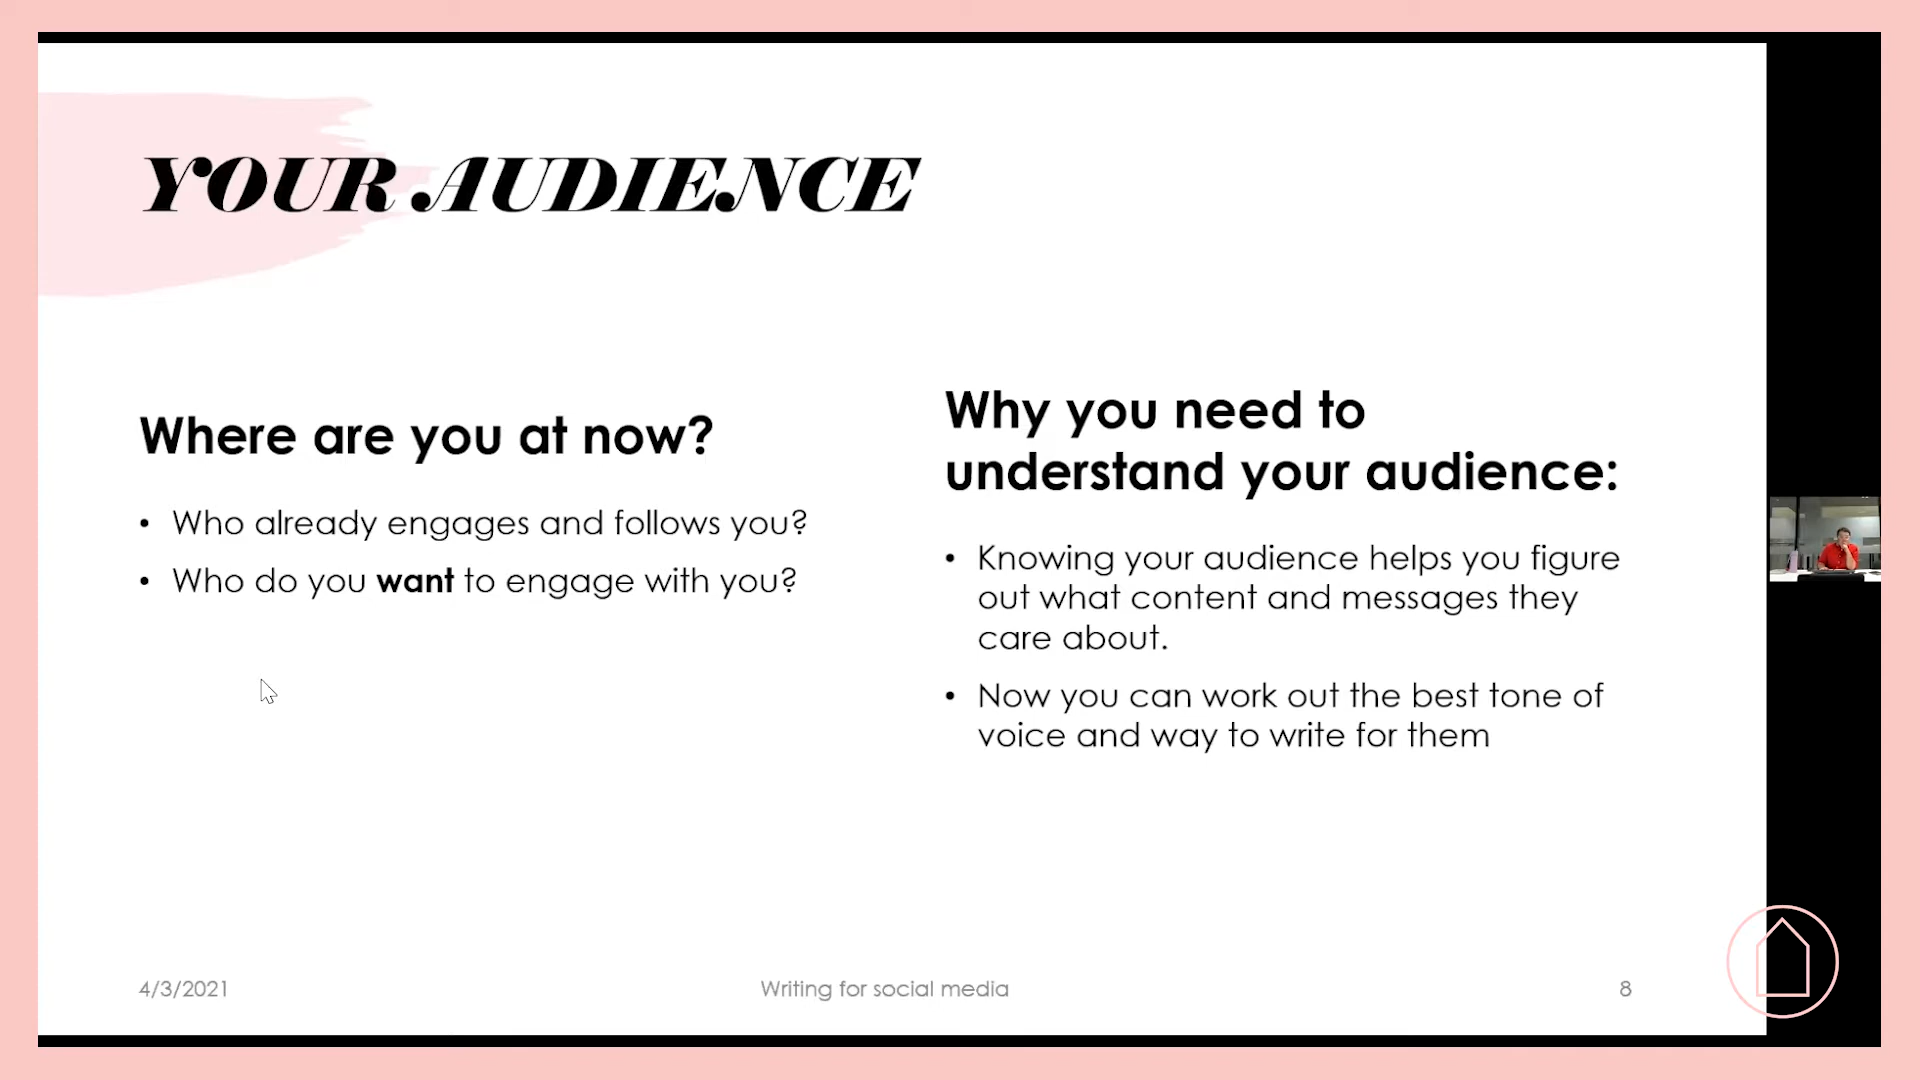 YOUR AUDIENCE
Where are you at now?
• Who already engages and follows you?
• Who do you want to engage with you?
Why you need to
understand your audience:
• Knowing your audience helps you figure
out what content and messages they
care about.
• Now you can work out the best tone of
voice and way to write for them
4/3/2021
Writing for social media
8